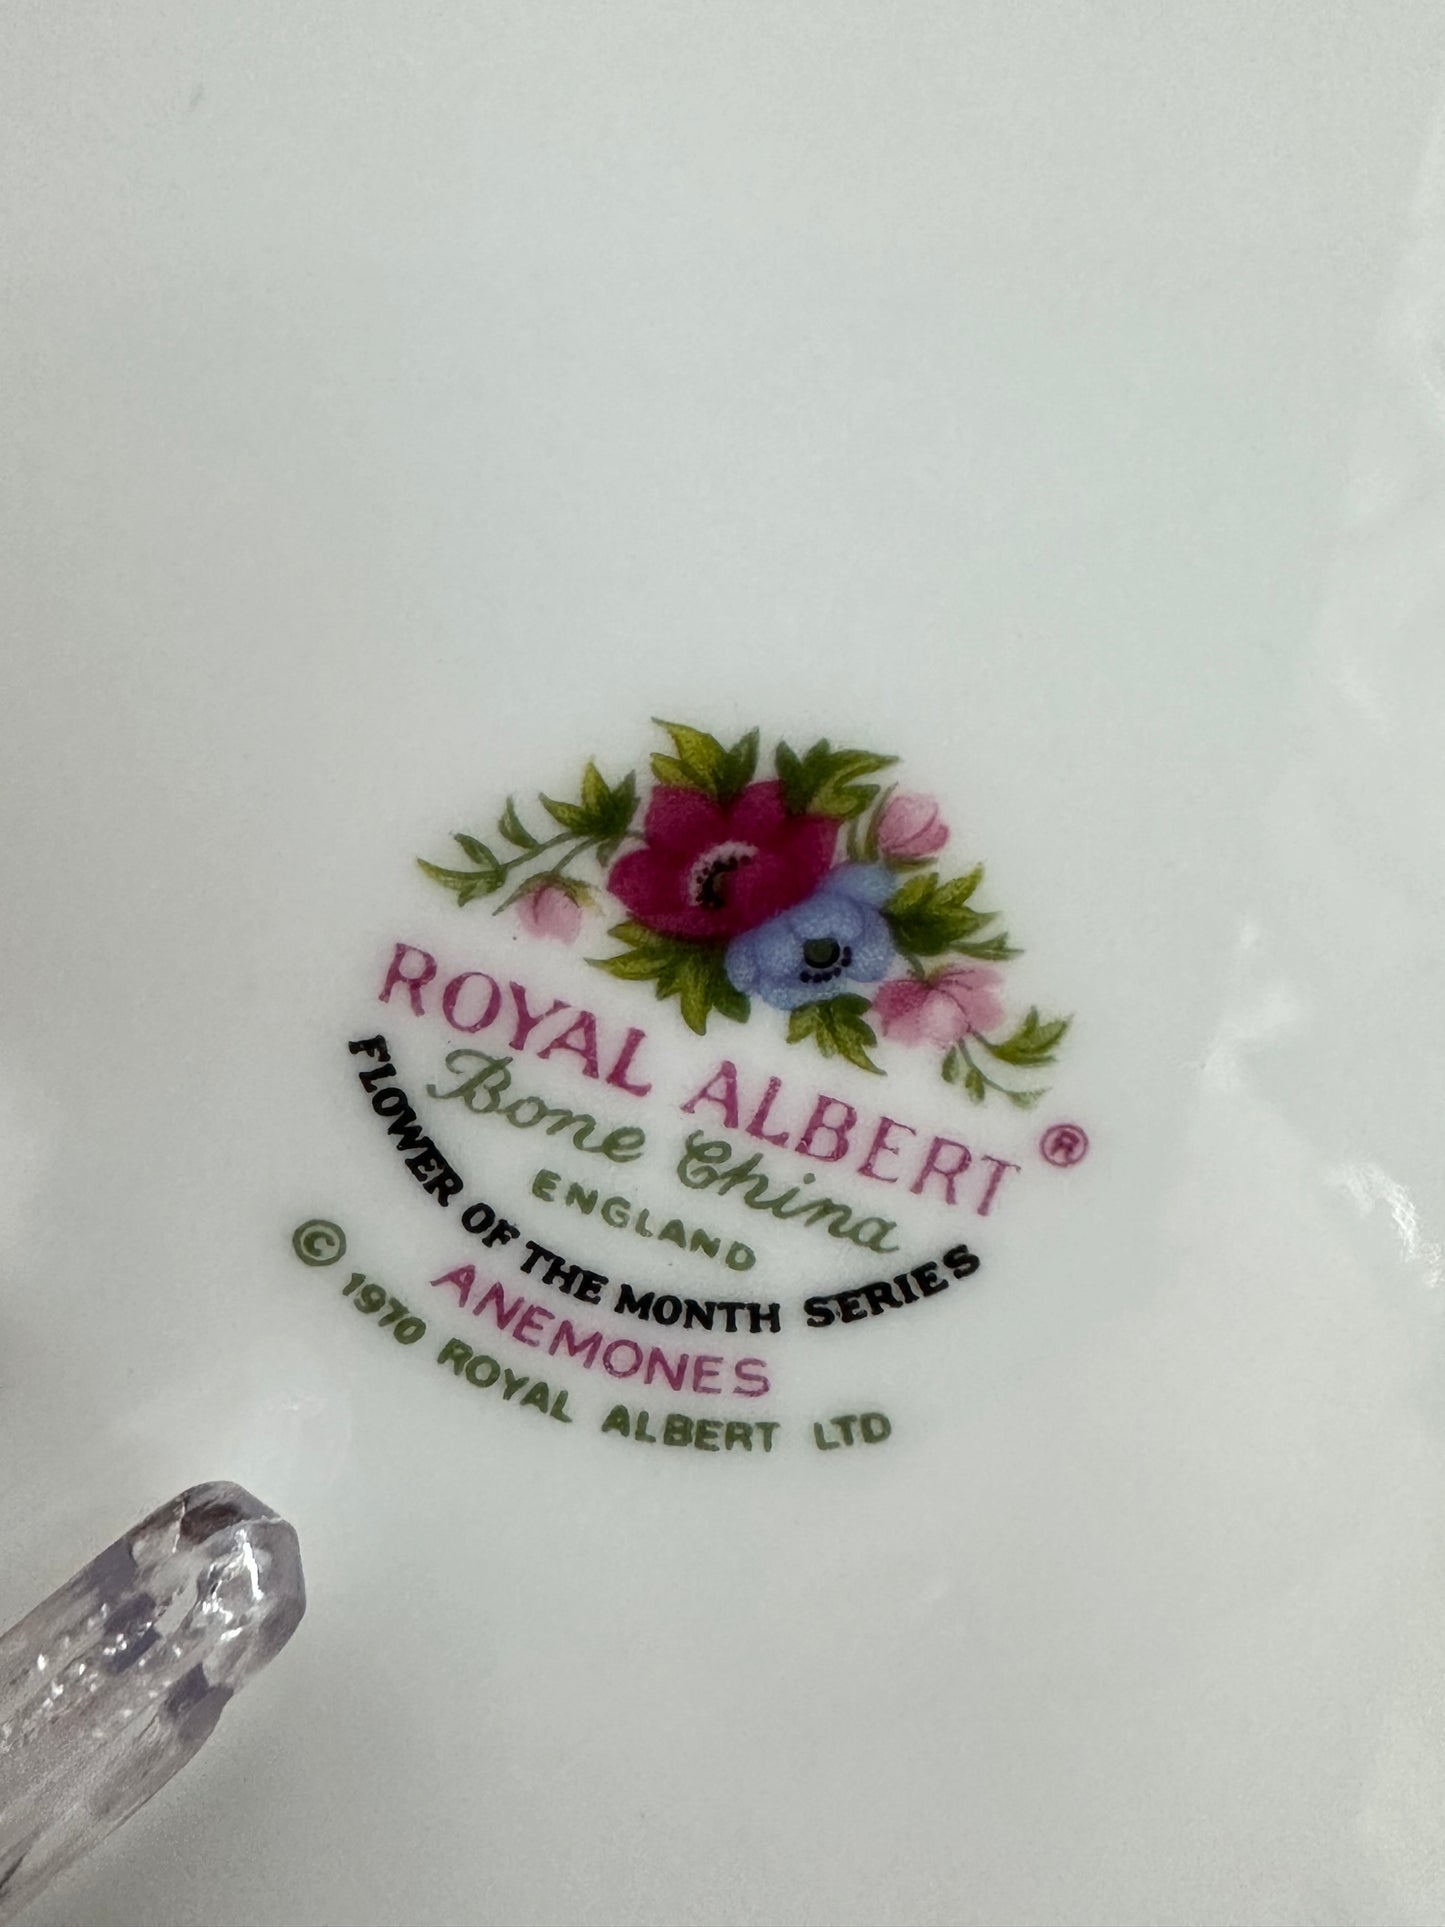 ROYAL ALBERT ®
Bone China
ENGLAND
FLOWER OF THE MONTH SERIES
ANEMONES
© 1970 ROYAL ALBERT LTD